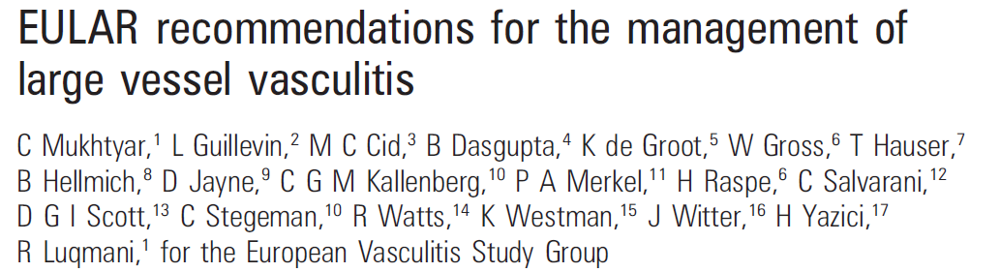 EULAR recommendations for the management of
large vessel vasculitis
C Mukhtyar,¹ L Guillevin,² M C Cid,³ B Dasgupta,⁴ K de Groot,⁵ W Gross,⁶ T Hauser,⁷
B Hellmich,⁸ D Jayne,⁹ C G M Kallenberg,¹⁰ P A Merkel,¹¹ H Raspe,⁶ C Salvarani,¹²
D G I Scott,¹³ C Stegeman,¹⁰ R Watts,¹⁴ K Westman,¹⁵ J Witter,¹⁶ H Yazici,¹⁷
R Luqmani,¹ for the European Vasculitis Study Group